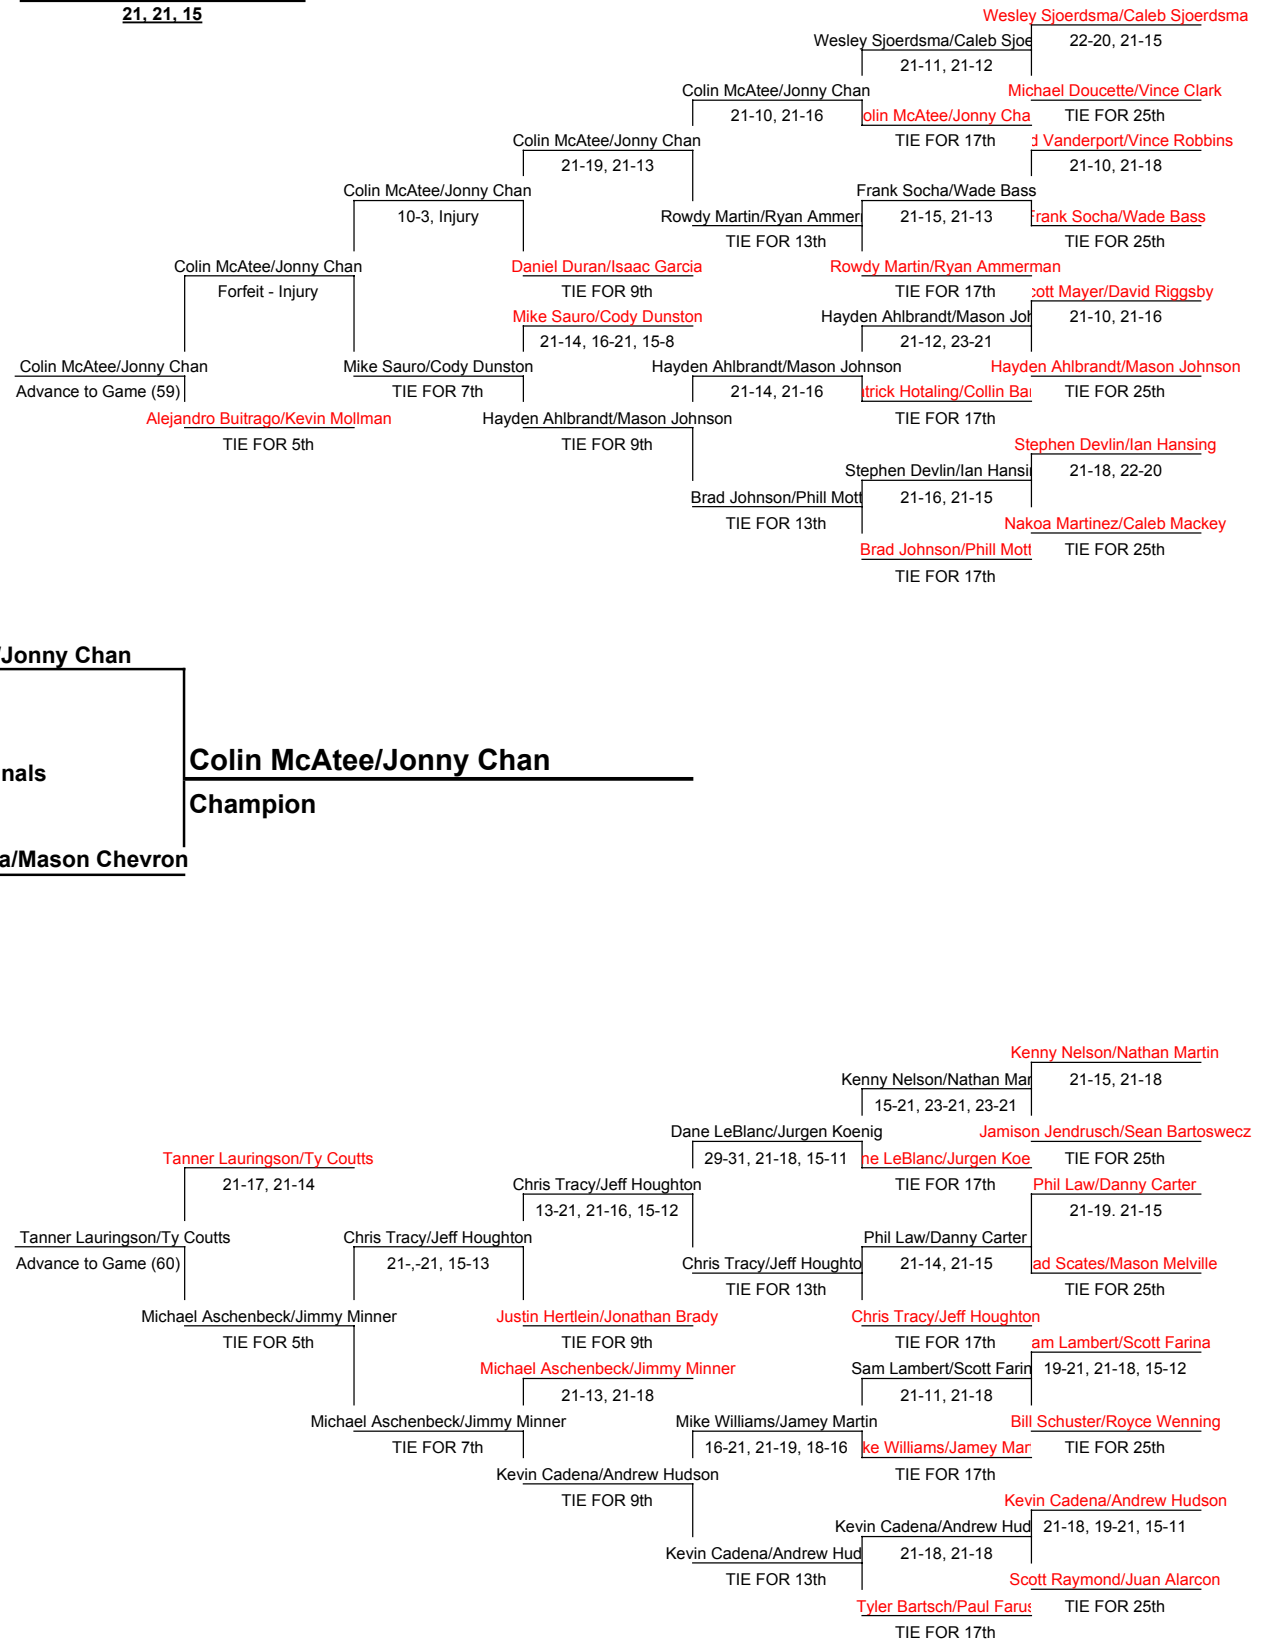 21, 21, 15
Wesley Sjoerdsma/Caleb Sjoerdsma
Wesley Sjoerdsma/Caleb Sjoe
22-20, 21-15
21-11, 21-12
Colin McAtee/Jonny Chan
Michael Doucette/Vince Clark
21-10, 21-16
olin McAtee/Jonny Cha
TIE FOR 25th
Colin McAtee/Jonny Chan
TIE FOR 17th
d Vanderport/Vince Robbins
21-19, 21-13
21-10, 21-18
Colin McAtee/Jonny Chan
Frank Socha/Wade Bass
10-3, Injury
Rowdy Martin/Ryan Ammer
21-15, 21-13
Frank Socha/Wade Bass
TIE FOR 13th
TIE FOR 25th
Colin McAtee/Jonny Chan
Daniel Duran/Isaac Garcia
Rowdy Martin/Ryan Ammerman
Forfeit - Injury
TIE FOR 9th
TIE FOR 17th
cott Mayer/David Riggsby
Mike Sauro/Cody Dunston
Hayden Ahlbrandt/Mason Joh
21-10, 21-16
21-14, 16-21, 15-8
21-12, 23-21
Colin McAtee/Jonny Chan
Mike Sauro/Cody Dunston
Hayden Ahlbrandt/Mason Johnson
Hayden Ahlbrandt/Mason Johnson
Advance to Game (59)
TIE FOR 7th
21-14, 21-16
atrick Hotaling/Collin Bar
TIE FOR 25th
Alejandro Buitrago/Kevin Mollman
Hayden Ahlbrandt/Mason Johnson
TIE FOR 17th
TIE FOR 5th
TIE FOR 9th
Stephen Devlin/Ian Hansing
Stephen Devlin/Ian Hansin
21-18, 22-20
Brad Johnson/Phill Mott
21-16, 21-15
TIE FOR 13th
Nakoa Martinez/Caleb Mackey
Brad Johnson/Phill Mott
TIE FOR 25th
TIE FOR 17th
/Jonny Chan
Colin McAtee/Jonny Chan
nals
Champion
a/Mason Chevron
Kenny Nelson/Nathan Martin
Kenny Nelson/Nathan Mar
21-15, 21-18
15-21, 23-21, 23-21
Dane LeBlanc/Jurgen Koenig
Jamison Jendrusch/Sean Bartoswecz
Tanner Lauringson/Ty Coutts
29-31, 21-18, 15-11
ne LeBlanc/Jurgen Koe
TIE FOR 25th
21-17, 21-14
Chris Tracy/Jeff Houghton
TIE FOR 17th
Phil Law/Danny Carter
13-21, 21-16, 15-12
21-19. 21-15
Tanner Lauringson/Ty Coutts
Chris Tracy/Jeff Houghton
Phil Law/Danny Carter
Advance to Game (60)
21-,-21, 15-13
Chris Tracy/Jeff Houghto
21-14, 21-15
ad Scates/Mason Melville
TIE FOR 13th
TIE FOR 25th
Michael Aschenbeck/Jimmy Minner
Justin Hertlein/Jonathan Brady
Chris Tracy/Jeff Houghton
TIE FOR 5th
TIE FOR 9th
TIE FOR 17th
am Lambert/Scott Farina
Michael Aschenbeck/Jimmy Minner
Sam Lambert/Scott Farin
19-21, 21-18, 15-12
21-13, 21-18
21-11, 21-18
Michael Aschenbeck/Jimmy Minner
Mike Williams/Jamey Martin
Bill Schuster/Royce Wenning
TIE FOR 7th
16-21, 21-19, 18-16
ke Williams/Jamey Mar
TIE FOR 25th
Kevin Cadena/Andrew Hudson
TIE FOR 17th
TIE FOR 9th
Kevin Cadena/Andrew Hudson
Kevin Cadena/Andrew Hud
21-18, 19-21, 15-11
Kevin Cadena/Andrew Hud
21-18, 21-18
TIE FOR 13th
Scott Raymond/Juan Alarcon
Tyler Bartsch/Paul Farus
TIE FOR 25th
TIE FOR 17th